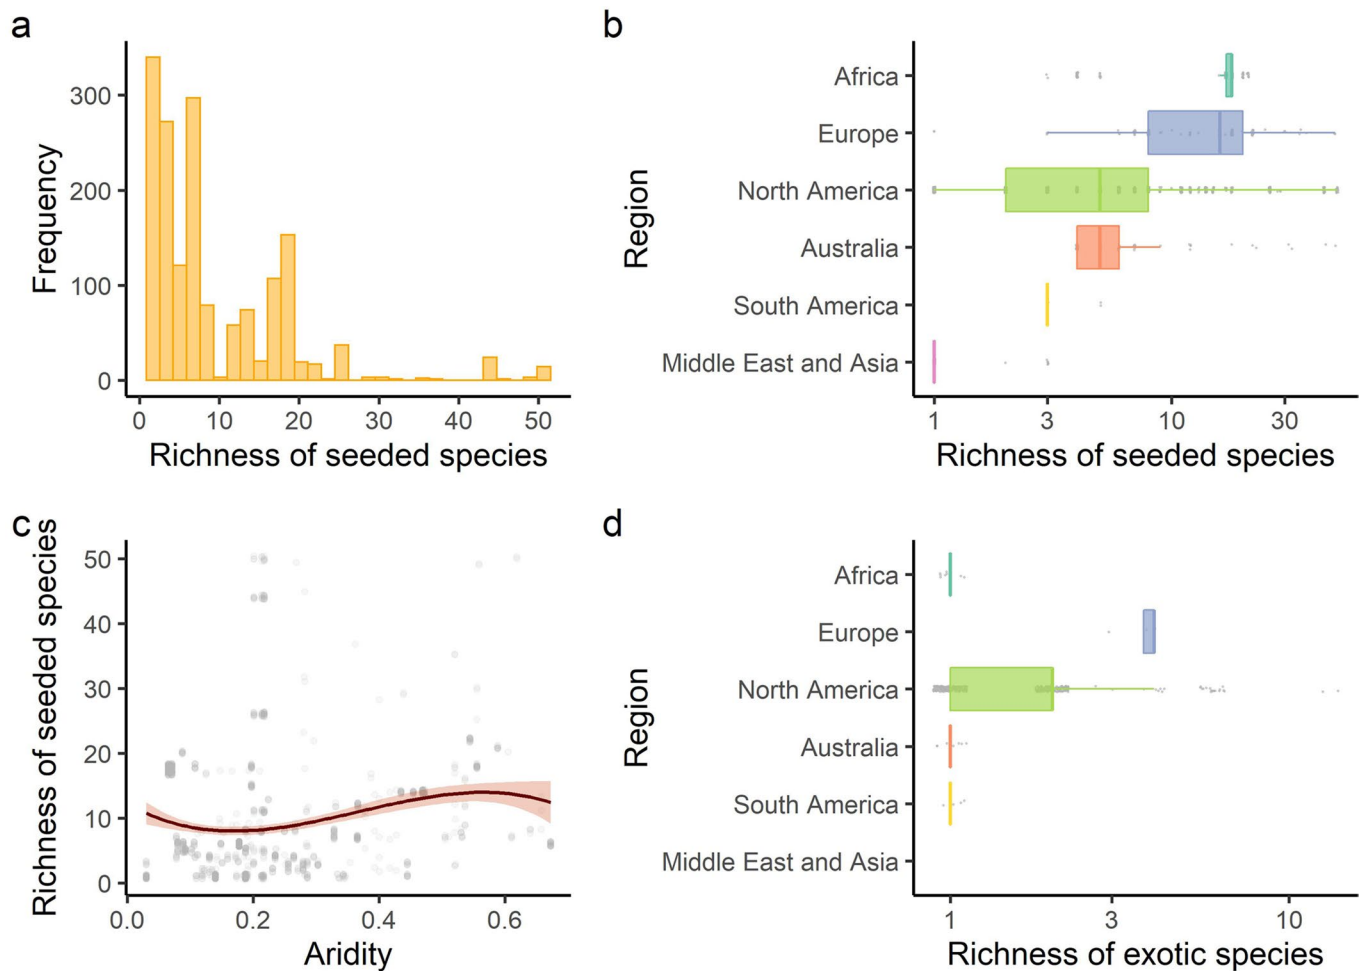 a
Frequency
300
200
100
0
0 10 20 30 40 50
Richness of seeded species
b
Region
Africa
Europe
North America
Australia
South America
Middle East and Asia
1 3 10 30
Richness of seeded species
c
Richness of seeded species
50
40
30
20
10
0
0.0 0.2 0.4 0.6
Aridity
d
Region
Africa
Europe
North America
Australia
South America
Middle East and Asia
1 3 10
Richness of exotic species